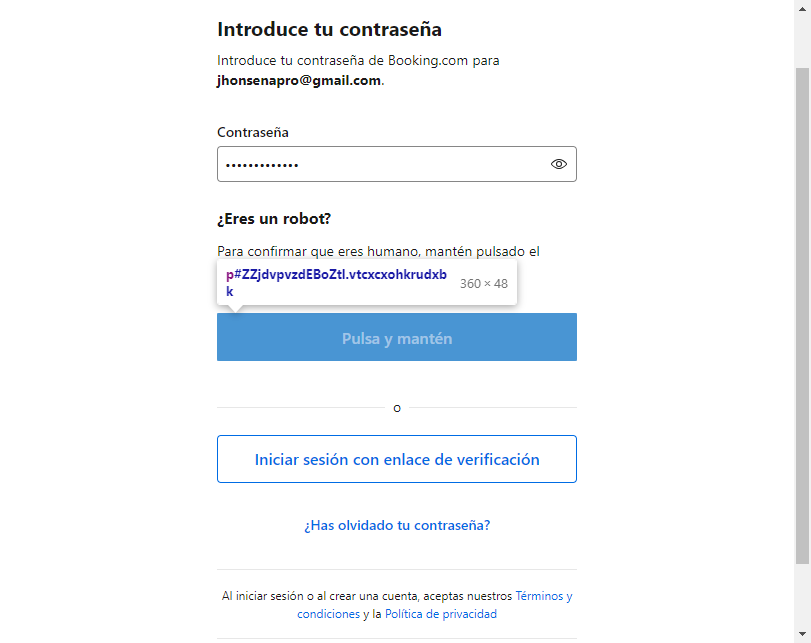 Introduce tu contraseña
Introduce tu contraseña de Booking.com para
jhonsenapro@gmail.com.
Contraseña
•••••••••••••
¿Eres un robot?
Para confirmar que eres humano, mantén pulsado el
p#ZZjdvpvzdEBoZtl.vtcxcxohkrudxb
k
360 × 48
Pulsa y mantén
o
Iniciar sesión con enlace de verificación
¿Has olvidado tu contraseña?
Al iniciar sesión o al crear una cuenta, aceptas nuestros Términos y
condiciones y la Política de privacidad